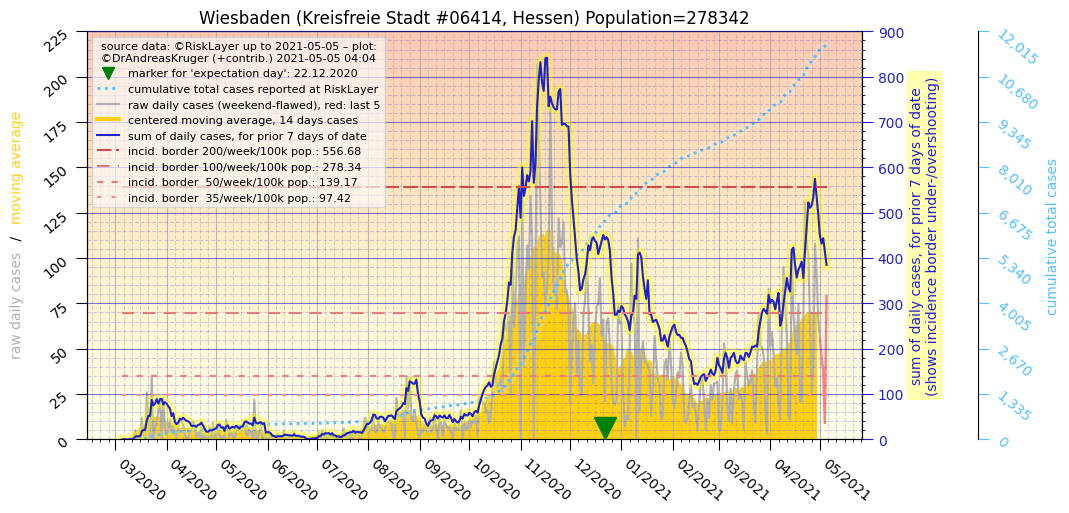 Wiesbaden (Kreisfreie Stadt #06414, Hessen) Population=278342
source data: ©RiskLayer up to 2021-05-05 – plot:
©DrAndreasKruger (+contrib.) 2021-05-05 04:04
marker for 'expectation day': 22.12.2020
cumulative total cases reported at RiskLayer
raw daily cases (weekend-flawed), red: last 5
centered moving average, 14 days cases
sum of daily cases, for prior 7 days of date
incid. border 200/week/100k pop.: 556.68
incid. border 100/week/100k pop.: 278.34
incid. border  50/week/100k pop.: 139.17
incid. border  35/week/100k pop.: 97.42
raw daily cases  /  moving average
225
200
175
150
125
100
75
50
25
0
03/2020
04/2020
05/2020
06/2020
07/2020
08/2020
09/2020
10/2020
11/2020
12/2020
01/2021
02/2021
03/2021
04/2021
05/2021
900
800
700
600
500
400
300
200
100
0
sum of daily cases, for prior 7 days of date
(shows incidence border under-/overshooting)
12,015
10,680
9,345
8,010
6,675
5,340
4,005
2,670
1,335
0
cumulative total cases